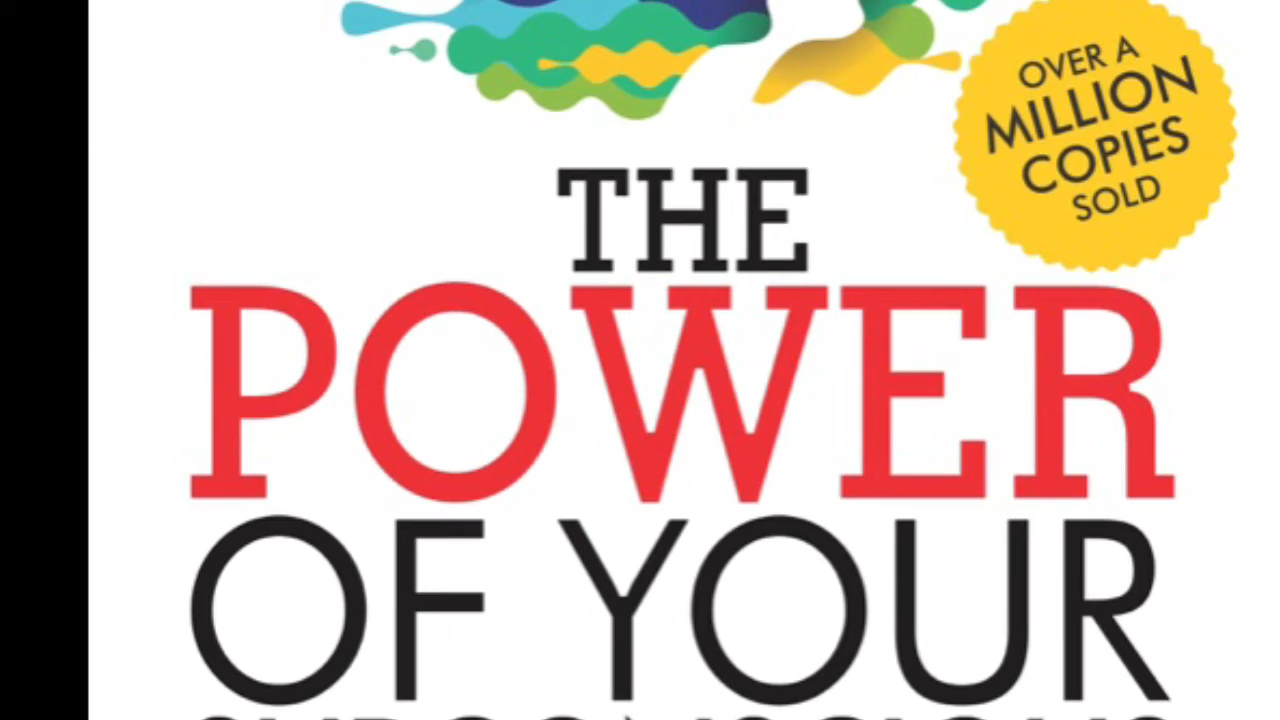 OVER A
MILLION
COPIES
SOLD
THE
POWER
OF YOUR